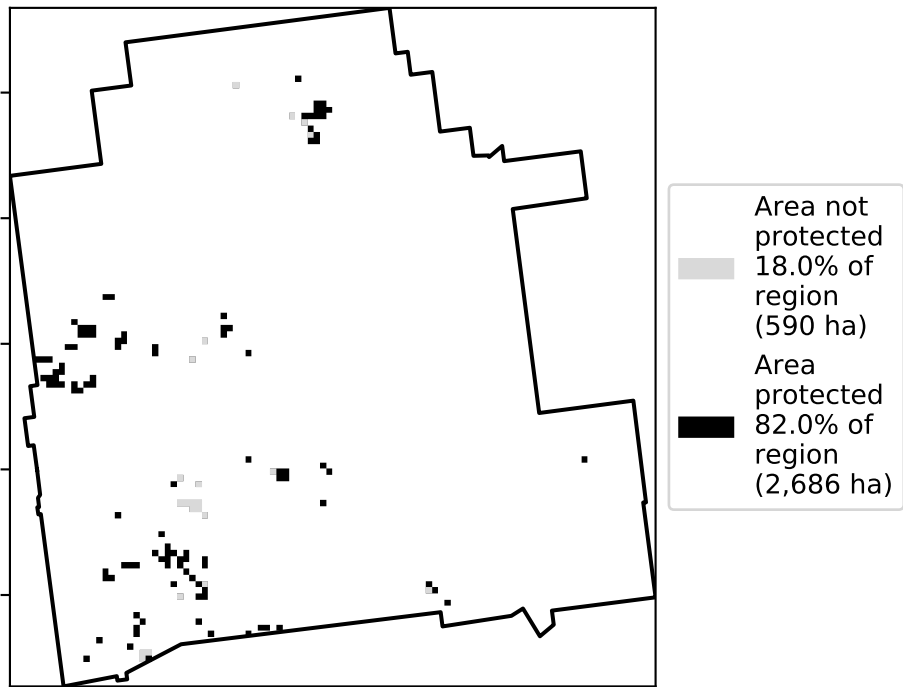 Area not
protected
18.0% of
region
(590 ha)
Area
protected
82.0% of
region
(2,686 ha)